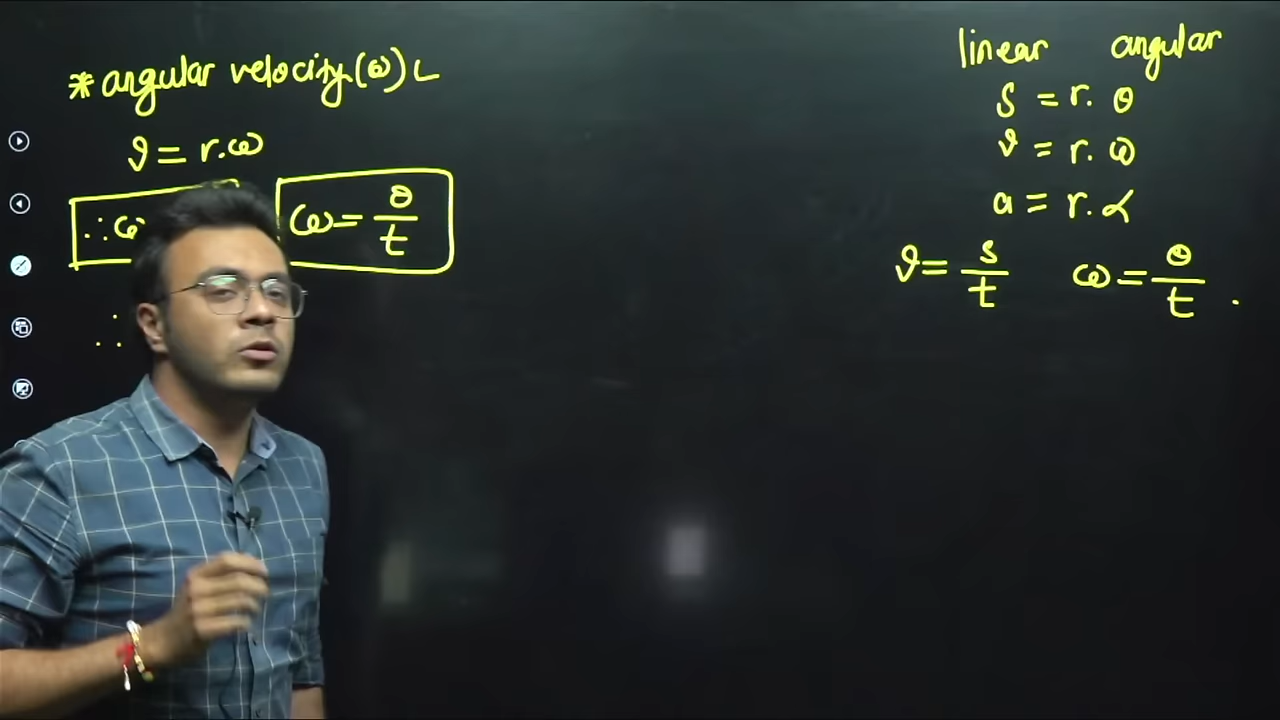 * angular velocity (ω) :-
v = r.ω
∴ ω
ω = θ/t
∴
linear angular
s = r. θ
v = r. ω
a = r. α
v = s/t ω = θ/t .